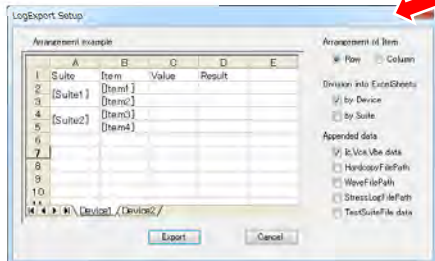 LogExport Setup
Arrangement example
A B C D E
1 Suite Item Value Result
2 [Suite1] [Item1]
3 [Item2]
4 [Suite2] [Item3]
5 [Item4]
6
7
8
9
10
Device1 / Device2 /
Export Cancel
Arrangement of Item
Row Column
Division into ExcelSheets
by Device
by Suite
Appended data
Ic,Vce,Vbe data
HardcopyFilePath
WaveFilePath
StressLogFilePath
TestSuiteFile data